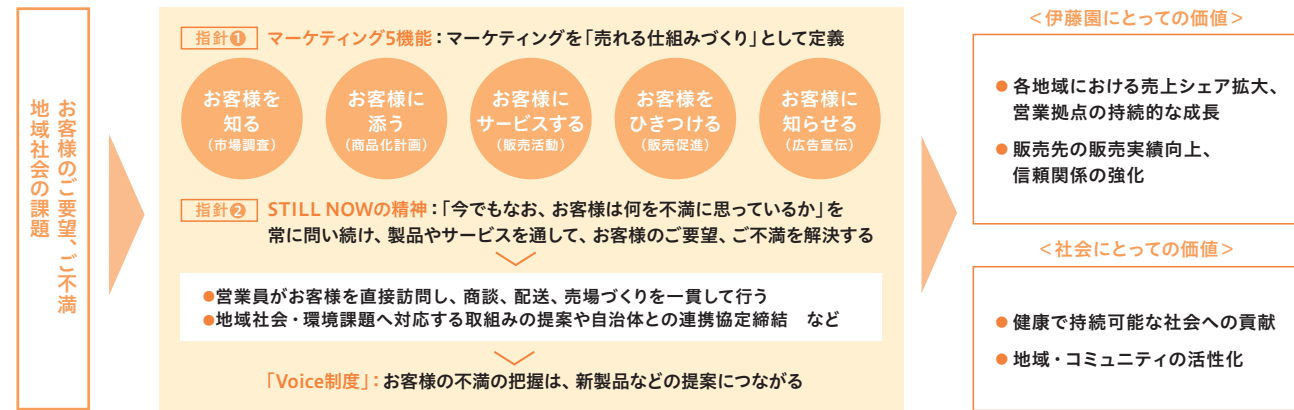 お客様のご要望、ご不満
地域社会の課題
指針❶ マーケティング5機能：マーケティングを「売れる仕組みづくり」として定義
お客様を
知る
（市場調査）
お客様に
添う
（商品化計画）
お客様に
サービスする
（販売活動）
お客様を
ひきつける
（販売促進）
お客様に
知らせる
（広告宣伝）
指針❷ STILL NOWの精神：「今でもなお、お客様は何を不満に思っているか」を
常に問い続け、製品やサービスを通して、お客様のご要望、ご不満を解決する
●営業員がお客様を直接訪問し、商談、配送、売場づくりを一貫して行う
●地域社会・環境課題へ対応する取組みの提案や自治体との連携協定締結　など
「Voice制度」：お客様の不満の把握は、新製品などの提案につながる
＜伊藤園にとっての価値＞
●各地域における売上シェア拡大、
営業拠点の持続的な成長
●販売先の販売実績向上、
信頼関係の強化
＜社会にとっての価値＞
●健康で持続可能な社会への貢献
●地域・コミュニティの活性化